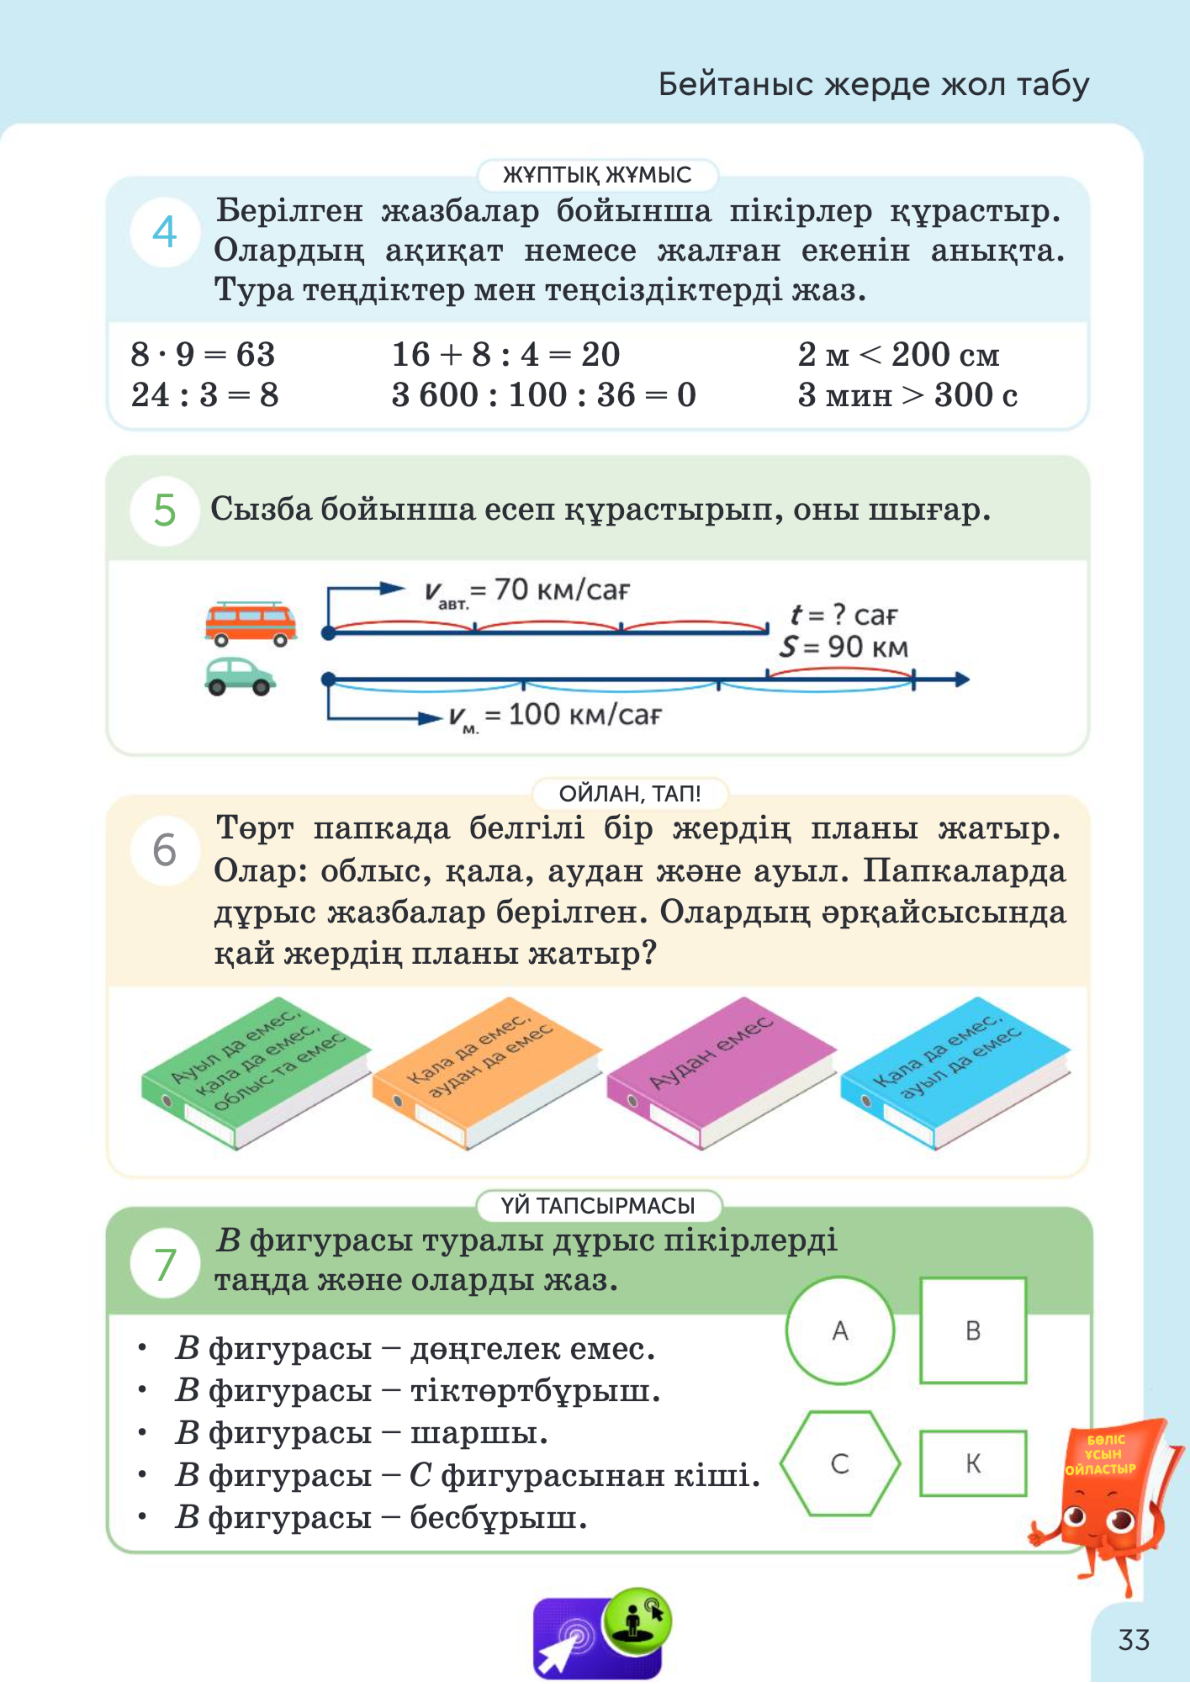 Бейтаныс жерде жол табу
ЖҰПТЫҚ ЖҰМЫС
4
Берілген жазбалар бойынша пікірлер құрастыр.
Олардың ақиқат немесе жалған екенін анықта.
Тура теңдіктер мен теңсіздіктерді жаз.
8 · 9 = 63 16 + 8 : 4 = 20 2 м < 200 см
24 : 3 = 8 3 600 : 100 : 36 = 0 3 мин > 300 с
5
Сызба бойынша есеп құрастырып, оны шығар.
vавт. = 70 км/сағ
t = ? сағ
S = 90 км
vм. = 100 км/сағ
ОЙЛАН, ТАП!
6
Төрт папкада белгілі бір жердің планы жатыр.
Олар: облыс, қала, аудан және ауыл. Папкаларда
дұрыс жазбалар берілген. Олардың әрқайсысында
қай жердің планы жатыр?
Ауыл да емес,
қала да емес,
облыс та емес
Қала да емес,
аудан да емес
Аудан емес
Қала да емес,
ауыл да емес
ҮЙ ТАПСЫРМАСЫ
7
В фигурасы туралы дұрыс пікірлерді
таңда және оларды жаз.
• В фигурасы – дөңгелек емес.
• В фигурасы – тіктөртбұрыш.
• В фигурасы – шаршы.
• В фигурасы – С фигурасынан кіші.
• В фигурасы – бесбұрыш.
А В
С К
БӨЛІС
ҰСЫН
ОЙЛАСТЫР
33